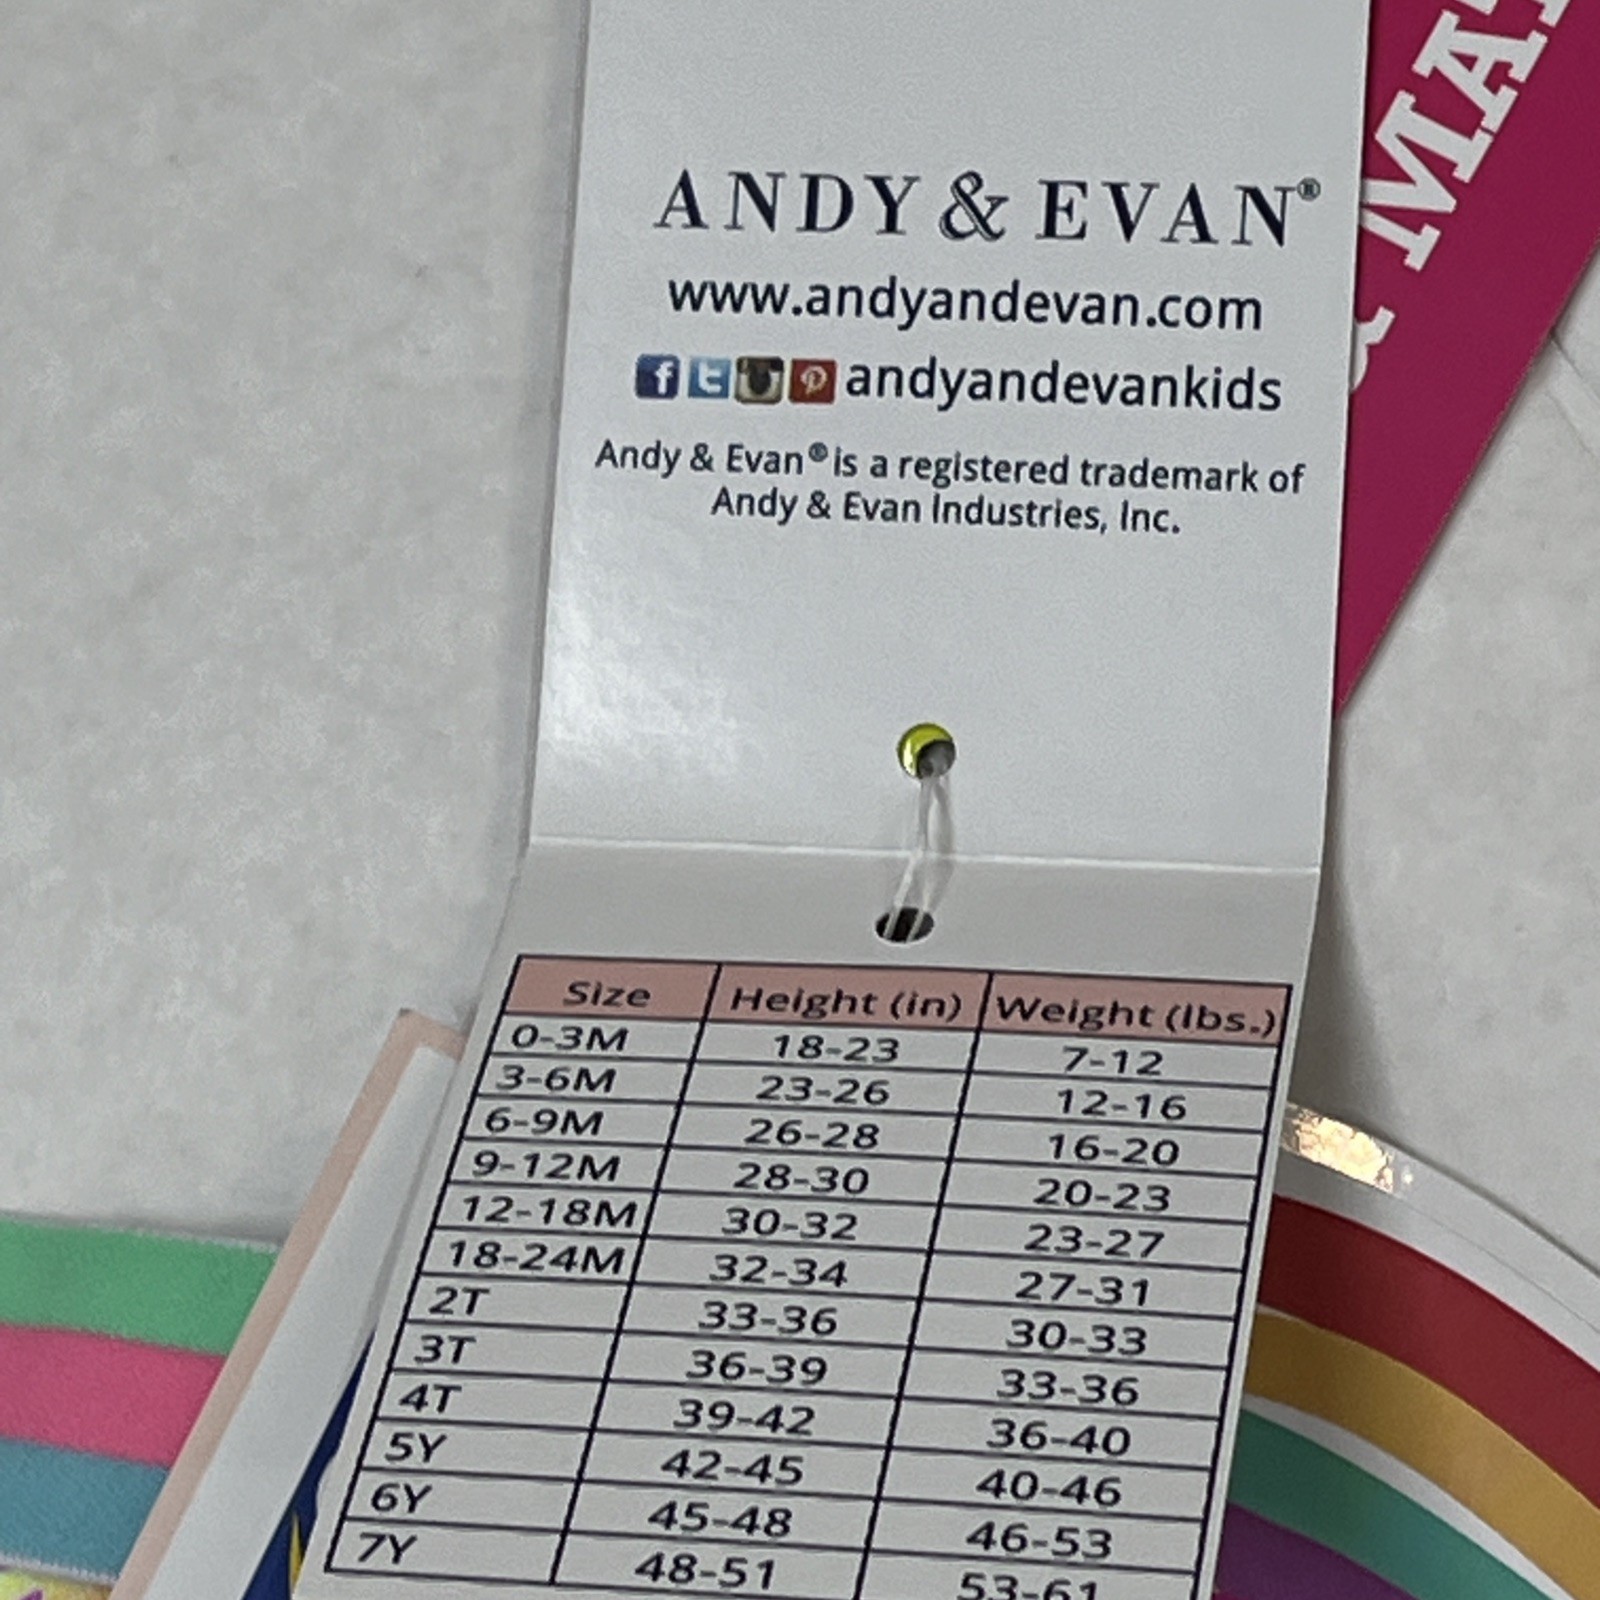 ANDY & EVAN®
www.andyandevan.com
andyandevankids
Andy & Evan® is a registered trademark of
Andy & Evan Industries, Inc.
Size Height (in) Weight (lbs.)
0-3M 18-23 7-12
3-6M 23-26 12-16
6-9M 26-28 16-20
9-12M 28-30 20-23
12-18M 30-32 23-27
18-24M 32-34 27-31
2T 33-36 30-33
3T 36-39 33-36
4T 39-42 36-40
5Y 42-45 40-46
6Y 45-48 46-53
7Y 48-51 53-61